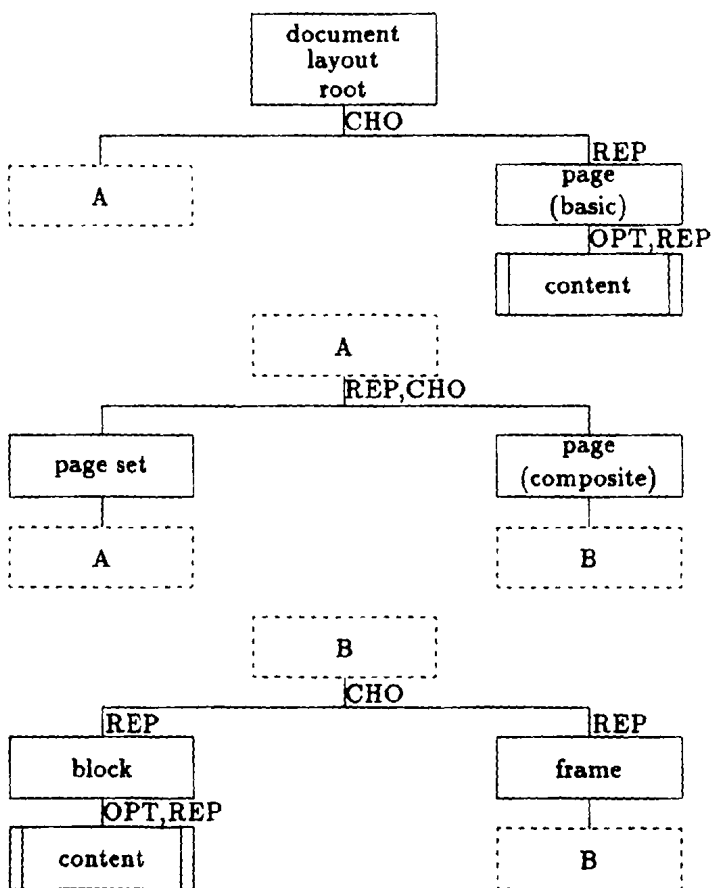 document
layout
root
CHO
REP
A
page
(basic)
OPT,REP
content
A
REP,CHO
page set
page
(composite)
A
B
B
CHO
REP
REP
block
frame
OPT,REP
content
B